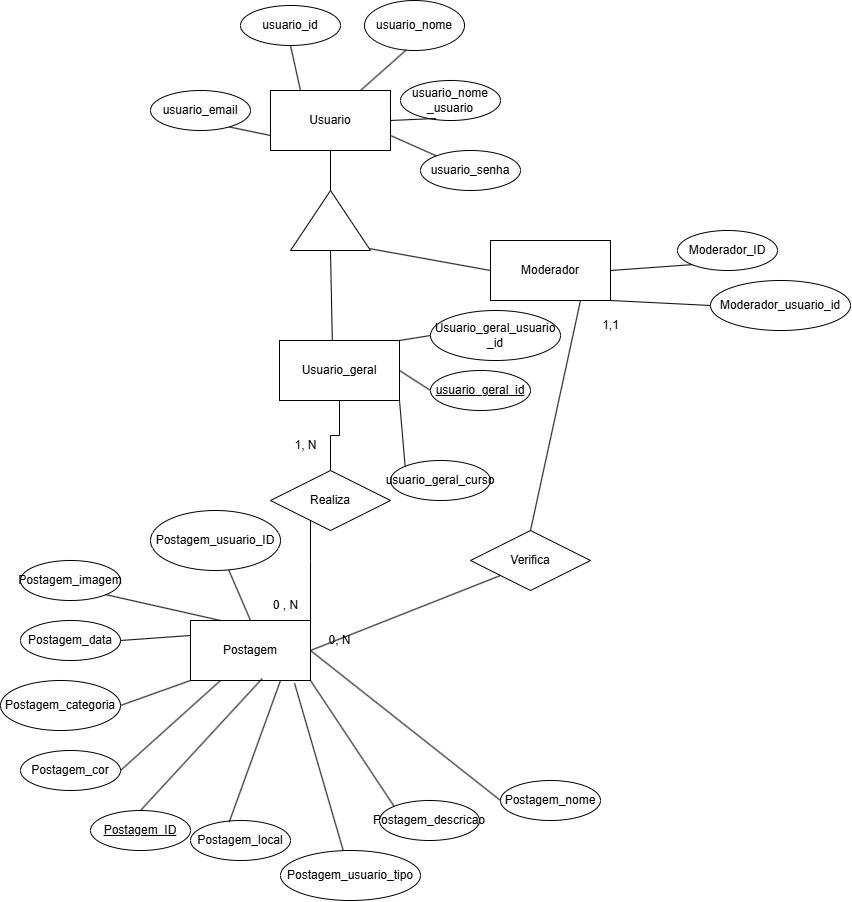 usuario_id
usuario_nome
usuario_email
usuario_nome
_usuario
Usuario
usuario_senha
Moderador
Moderador_ID
Moderador_usuario_id
1,1
Usuario_geral_usuario
_id
Usuario_geral
usuario_geral_id
1, N
usuario_geral_curso
Realiza
Postagem_usuario_ID
Verifica
Postagem_imagem
0 , N
0, N
Postagem_data
Postagem
Postagem_categoria
Postagem_cor
Postagem_nome
Postagem_descricao
Postagem_ID
Postagem_local
Postagem_usuario_tipo